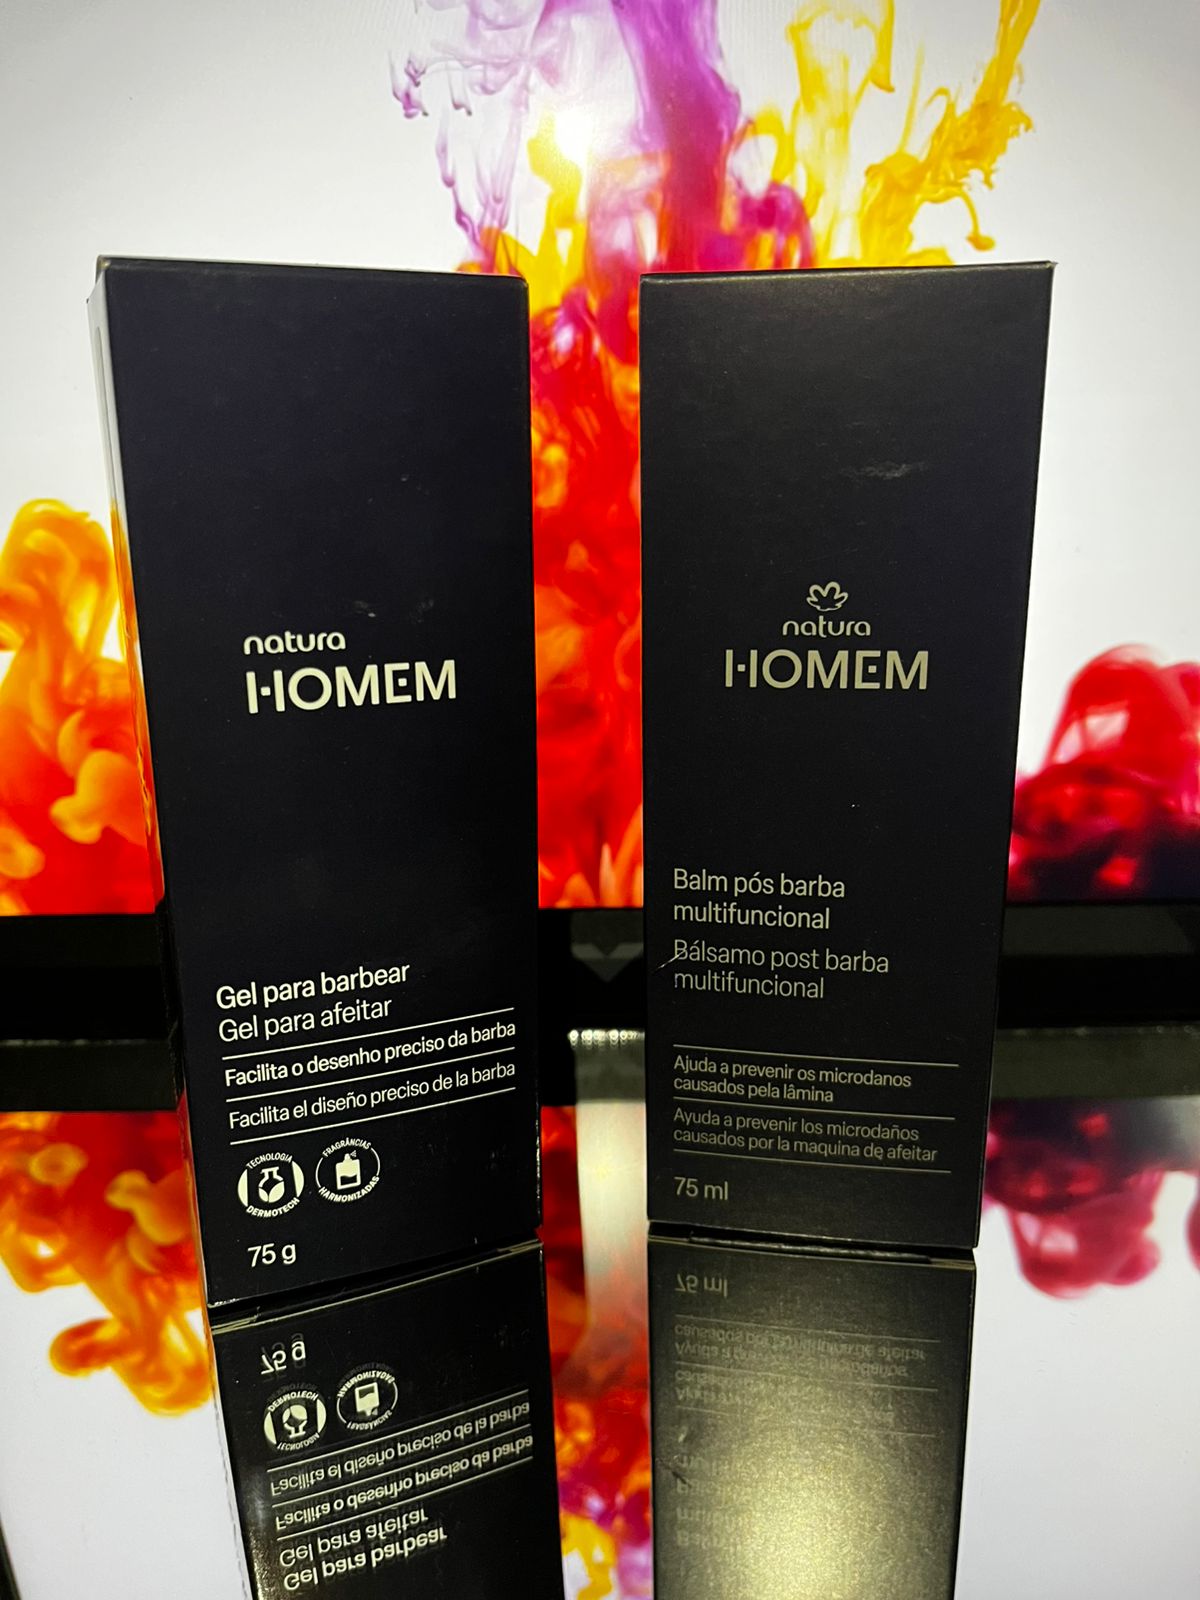 natura
HOMEM
Gel para barbear
Gel para afeitar
Facilita o desenho preciso da barba
Facilita el diseño preciso de la barba
TECNOLOGIA
DERMOTECH
FRAGRÂNCIAS
HARMONIZADAS
75 g
natura
HOMEM
Balm pós barba
multifuncional
Bálsamo post barba
multifuncional
Ajuda a prevenir os microdanos
causados pela lâmina
Ayuda a prevenir los microdaños
causados por la maquina de afeitar
75 ml